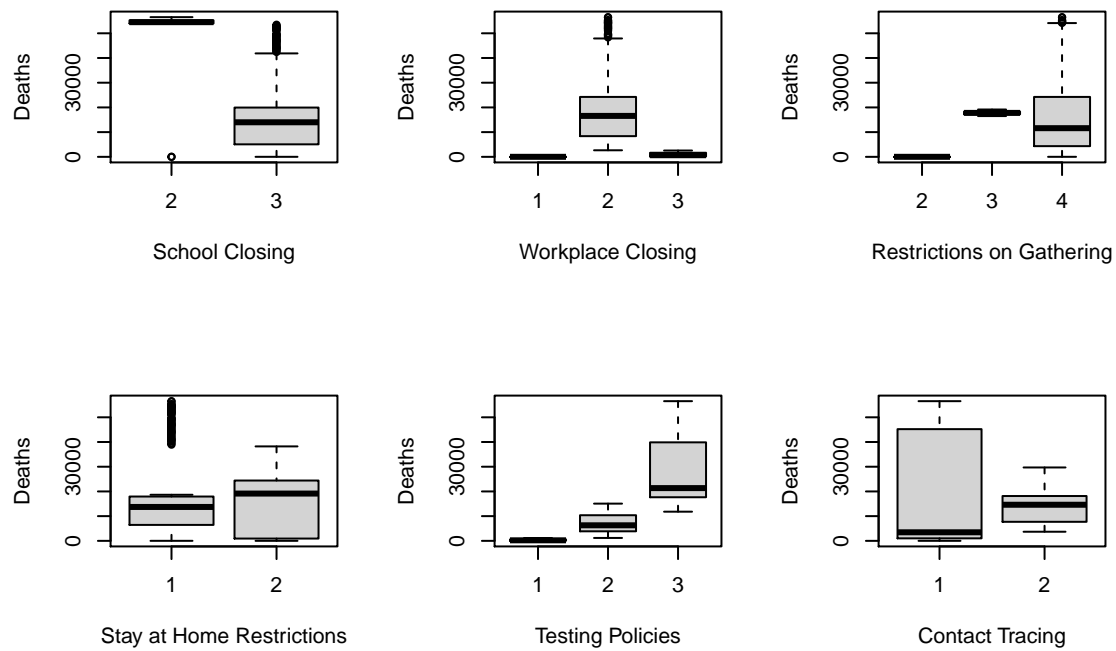 Deaths
30000
0
2 3
School Closing
Deaths
30000
0
1 2 3
Workplace Closing
Deaths
30000
0
2 3 4
Restrictions on Gathering
Deaths
30000
0
1 2
Stay at Home Restrictions
Deaths
30000
0
1 2 3
Testing Policies
Deaths
30000
0
1 2
Contact Tracing